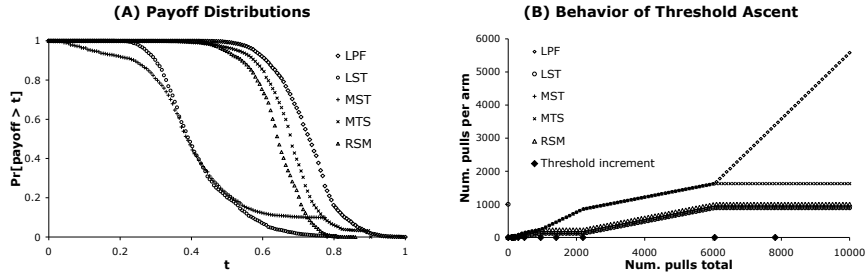 (A) Payoff Distributions
1
0.8
0.6
0.4
0.2
0
0
0.2
0.4
0.6
0.8
1
t
Pr[payoff > t]
LPF
LST
MST
MTS
RSM
(B) Behavior of Threshold Ascent
6000
5000
4000
3000
2000
1000
0
0
2000
4000
6000
8000
10000
Num. pulls total
Num. pulls per arm
LPF
LST
MST
MTS
RSM
Threshold increment